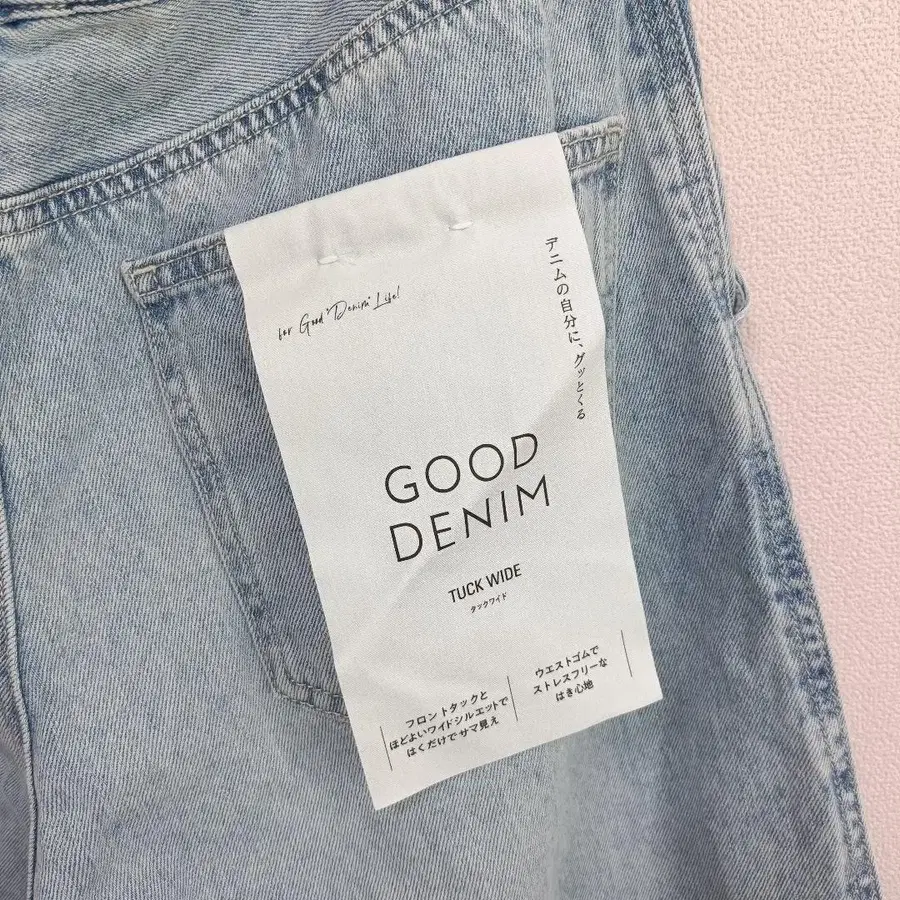 for Good "Denim" Life!
デニムの自分に、グッとくる
GOOD
DENIM
TUCK WIDE
タックワイド
フロントタックと
ほどよいワイドシルエットで
はくだけでサマ見え
ウエストゴムで
ストレスフリーな
はき心地